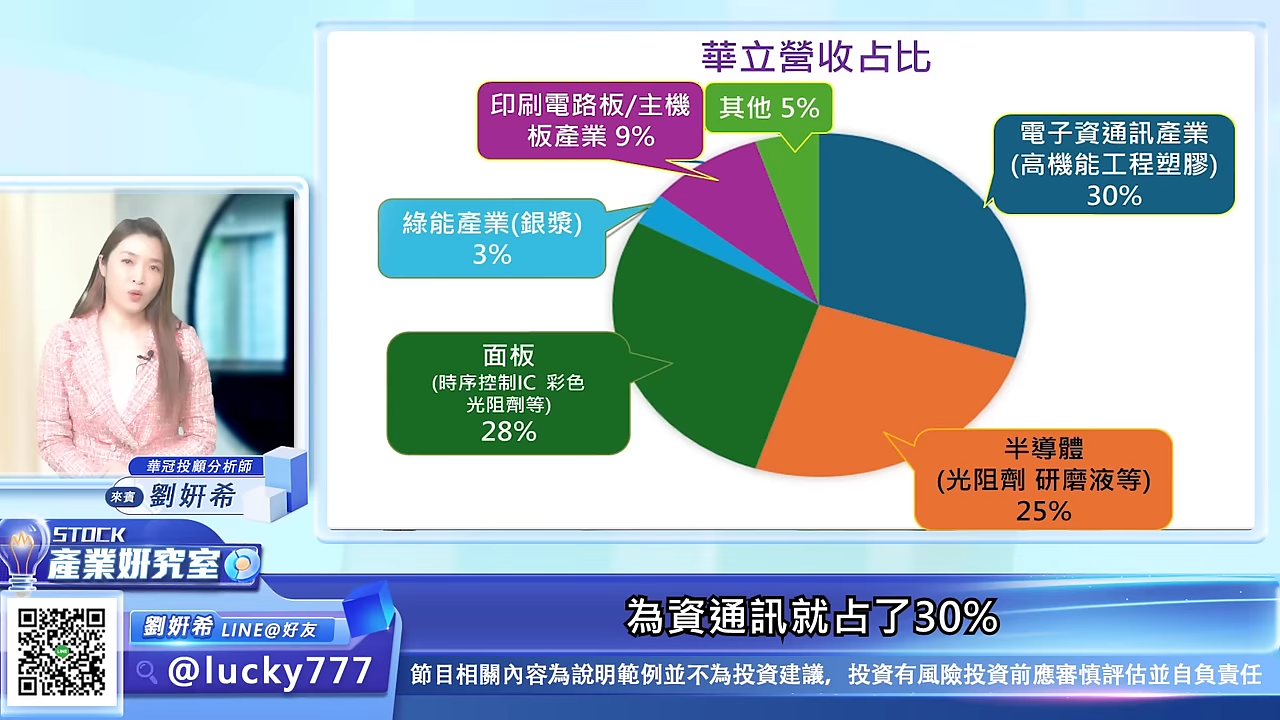 華立營收占比
印刷電路板/主機
板產業 9%
其他 5%
電子資通訊產業
(高機能工程塑膠)
30%
綠能產業(銀漿)
3%
面板
(時序控制IC 彩色
光阻劑等)
28%
半導體
(光阻劑 研磨液等)
25%
華冠投顧分析師
來賓 劉妍希
STOCK
產業妍究室
劉妍希 LINE@好友
@lucky777
LINE
為資通訊就占了30%
節目相關內容為說明範例並不為投資建議，投資有風險投資前應審慎評估並自負責任